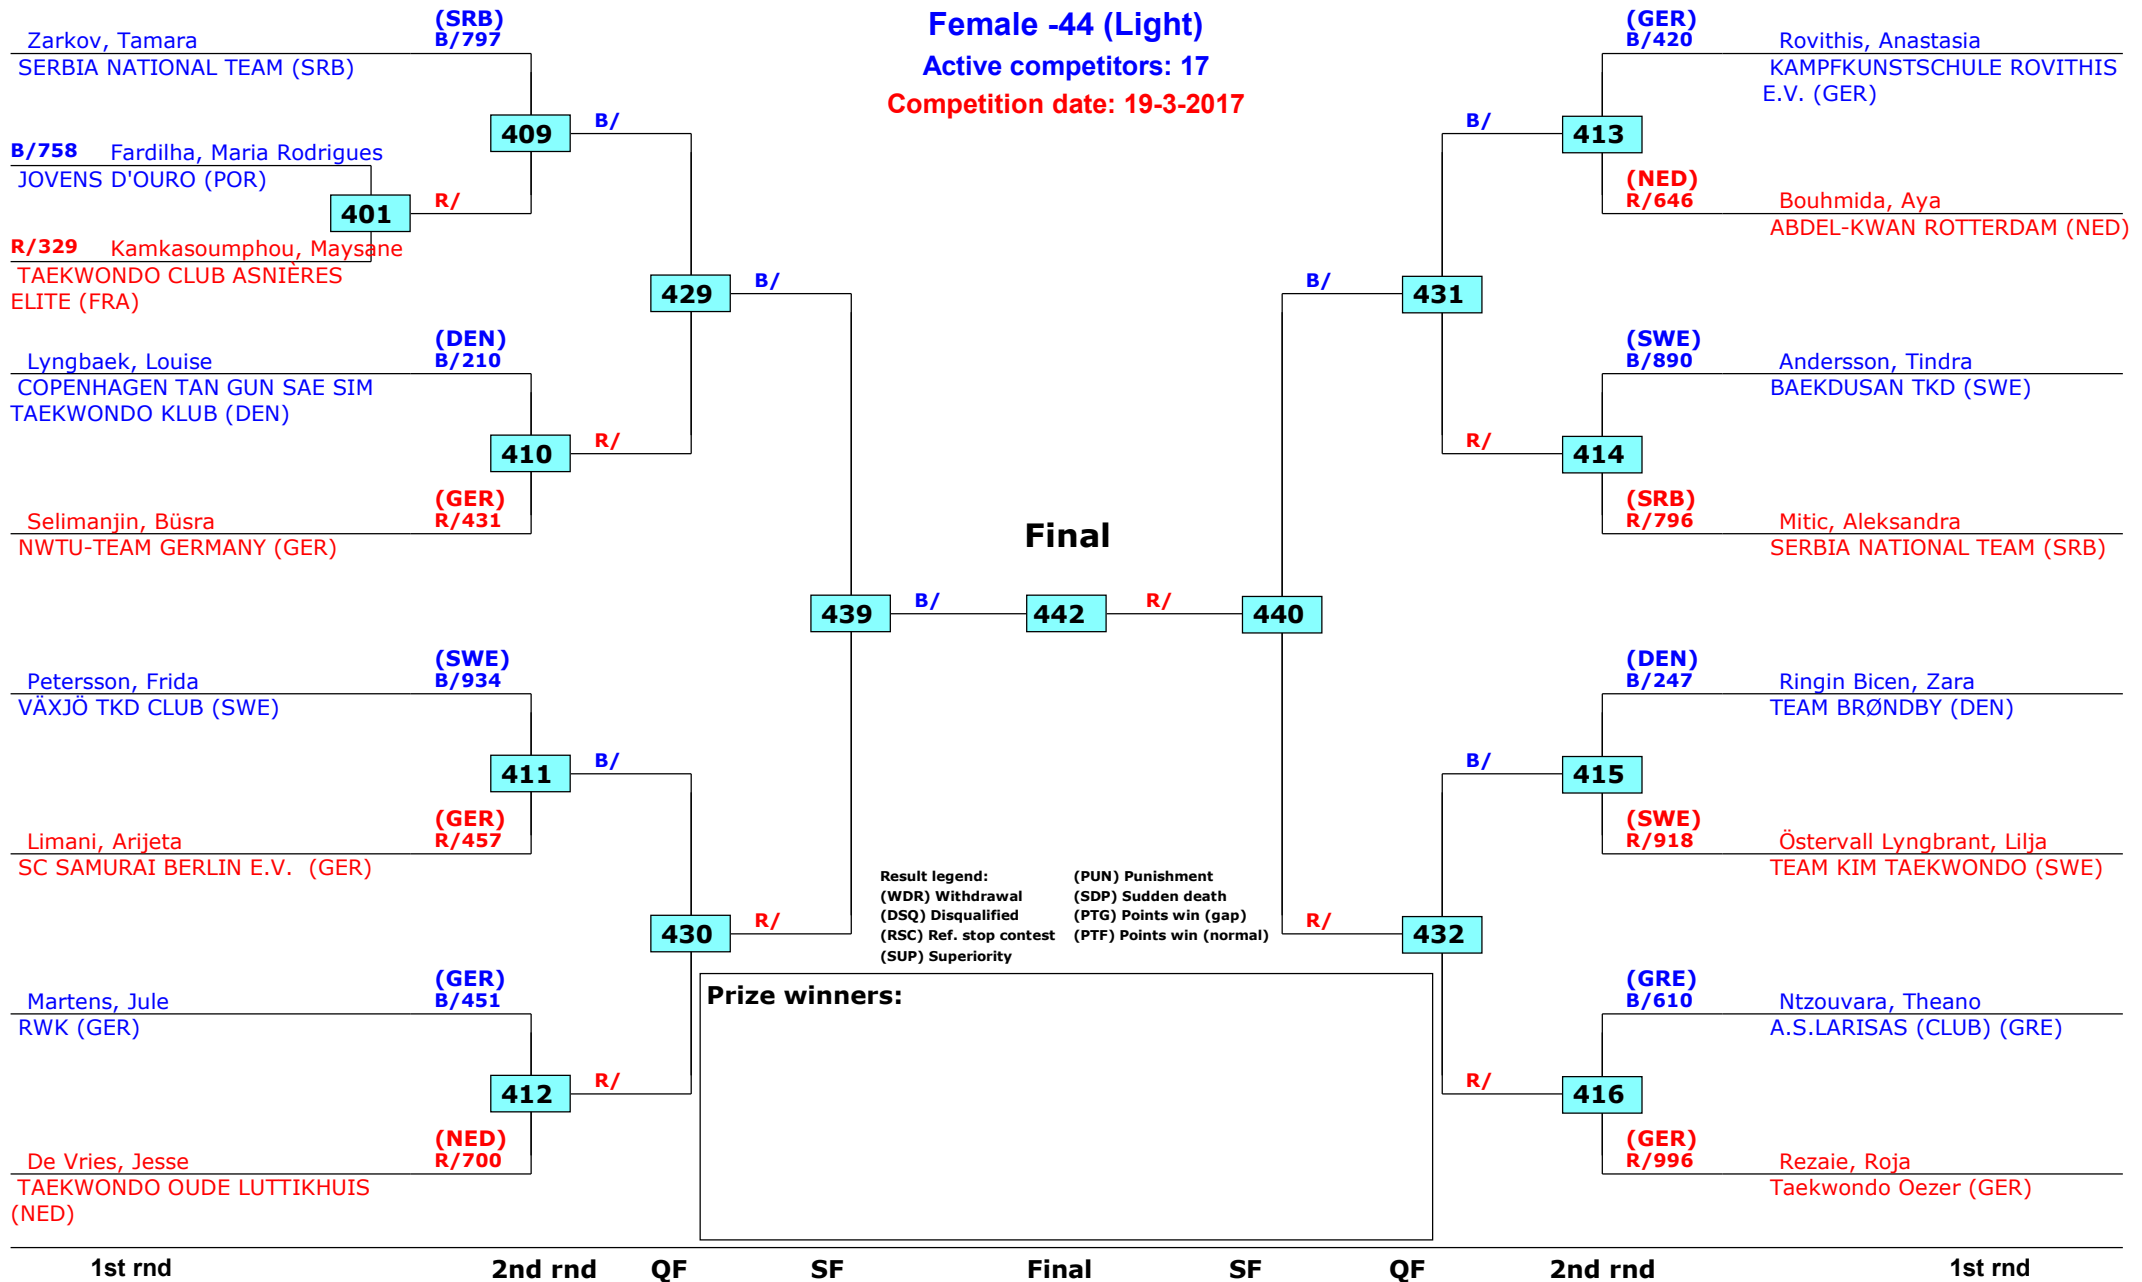 Female -44 (Light)
Active competitors: 17
Competition date: 19-3-2017
(SRB)
Zarkov, Tamara B/797
SERBIA NATIONAL TEAM (SRB)
409
B/
B/758 Fardilha, Maria Rodrigues
JOVENS D'OURO (POR)
401
R/
R/329 Kamkasoumphou, Maysane
TAEKWONDO CLUB ASNIÈRES
ELITE (FRA)
429
B/
(DEN)
Lyngbaek, Louise B/210
COPENHAGEN TAN GUN SAE SIM
TAEKWONDO KLUB (DEN)
410
R/
(GER)
Selimanjin, Büsra R/431
NWTU-TEAM GERMANY (GER)
439
B/
(SWE)
Petersson, Frida B/934
VÄXJÖ TKD CLUB (SWE)
411
B/
(GER)
Limani, Arijeta R/457
SC SAMURAI BERLIN E.V. (GER)
430
R/
(GER)
Martens, Jule B/451
RWK (GER)
412
R/
(NED)
De Vries, Jesse R/700
TAEKWONDO OUDE LUTTIKHUIS
(NED)
Final
442
R/
440
(GER)
B/420 Rovithis, Anastasia
KAMPFKUNSTSCHULE ROVITHIS
E.V. (GER)
B/
413
(NED)
R/646 Bouhmida, Aya
ABDEL-KWAN ROTTERDAM (NED)
B/
431
(SWE)
B/890 Andersson, Tindra
BAEKDUSAN TKD (SWE)
R/
414
(SRB)
R/796 Mitic, Aleksandra
SERBIA NATIONAL TEAM (SRB)
(DEN)
B/247 Ringin Bicen, Zara
TEAM BRØNDBY (DEN)
B/
415
(SWE)
R/918 Östervall Lyngbrant, Lilja
TEAM KIM TAEKWONDO (SWE)
R/
432
(GRE)
B/610 Ntzouvara, Theano
A.S.LARISAS (CLUB) (GRE)
R/
416
(GER)
R/996 Rezaie, Roja
Taekwondo Oezer (GER)
Result legend: (PUN) Punishment
(WDR) Withdrawal (SDP) Sudden death
(DSQ) Disqualified (PTG) Points win (gap)
(RSC) Ref. stop contest (PTF) Points win (normal)
(SUP) Superiority
Prize winners:
1st rnd 2nd rnd QF SF Final SF QF 2nd rnd 1st rnd